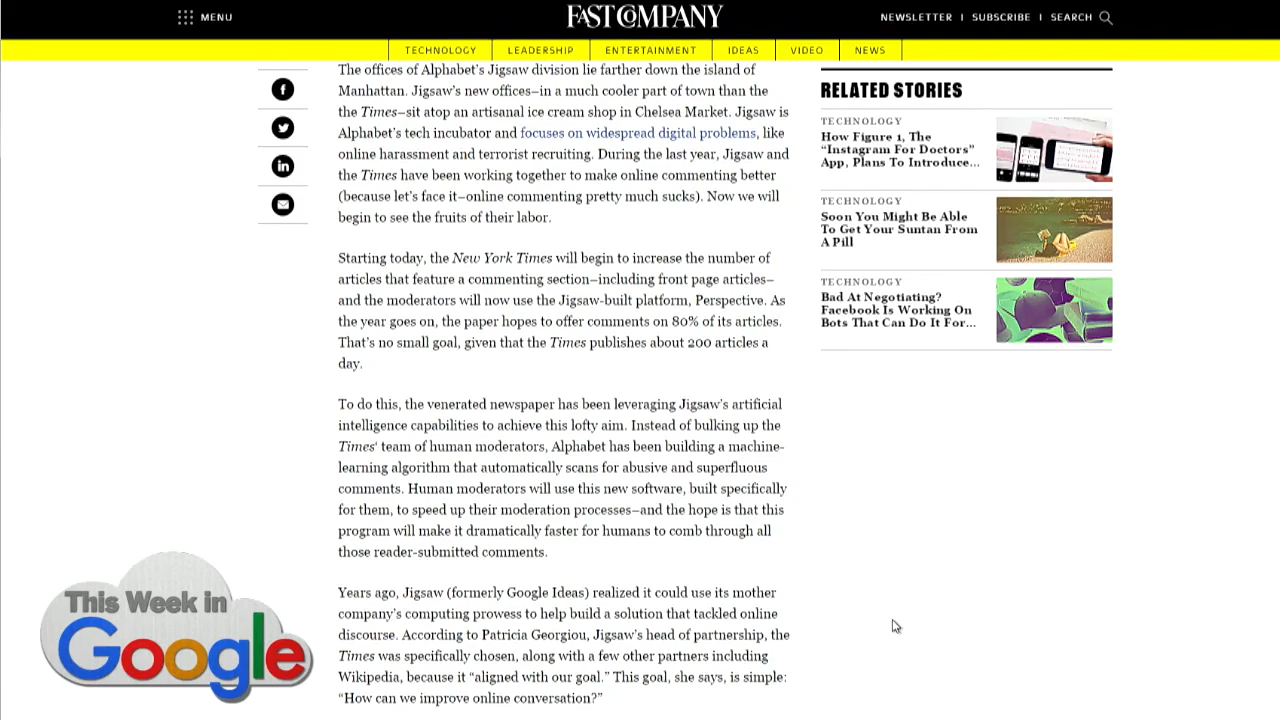 MENU
FAST COMPANY
NEWSLETTER | SUBSCRIBE | SEARCH
TECHNOLOGY
LEADERSHIP
ENTERTAINMENT
IDEAS
VIDEO
NEWS
The offices of Alphabet's Jigsaw division lie farther down the island of
Manhattan. Jigsaw's new offices–in a much cooler part of town than the
the Times–sit atop an artisanal ice cream shop in Chelsea Market. Jigsaw is
Alphabet's tech incubator and focuses on widespread digital problems, like
online harassment and terrorist recruiting. During the last year, Jigsaw and
the Times have been working together to make online commenting better
(because let's face it–online commenting pretty much sucks). Now we will
begin to see the fruits of their labor.
Starting today, the New York Times will begin to increase the number of
articles that feature a commenting section–including front page articles–
and the moderators will now use the Jigsaw-built platform, Perspective. As
the year goes on, the paper hopes to offer comments on 80% of its articles.
That's no small goal, given that the Times publishes about 200 articles a
day.
To do this, the venerated newspaper has been leveraging Jigsaw's artificial
intelligence capabilities to achieve this lofty aim. Instead of bulking up the
Times' team of human moderators, Alphabet has been building a machine-
learning algorithm that automatically scans for abusive and superfluous
comments. Human moderators will use this new software, built specifically
for them, to speed up their moderation processes–and the hope is that this
program will make it dramatically faster for humans to comb through all
those reader-submitted comments.
Years ago, Jigsaw (formerly Google Ideas) realized it could use its mother
company's computing prowess to help build a solution that tackled online
discourse. According to Patricia Georgiou, Jigsaw's head of partnership, the
Times was specifically chosen, along with a few other partners including
Wikipedia, because it "aligned with our goal." This goal, she says, is simple:
"How can we improve online conversation?"
RELATED STORIES
TECHNOLOGY
How Figure 1, The
"Instagram For Doctors"
App, Plans To Introduce...
TECHNOLOGY
Soon You Might Be Able
To Get Your Suntan From
A Pill
TECHNOLOGY
Bad At Negotiating?
Facebook Is Working On
Bots That Can Do It For...
This Week in
Google